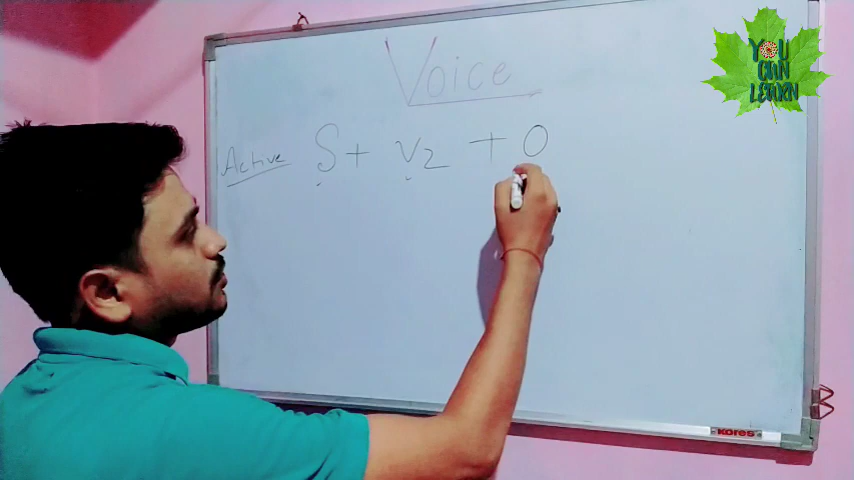 Voice
Active S + V2 + O
YOU
CAN
LEARN
KORES